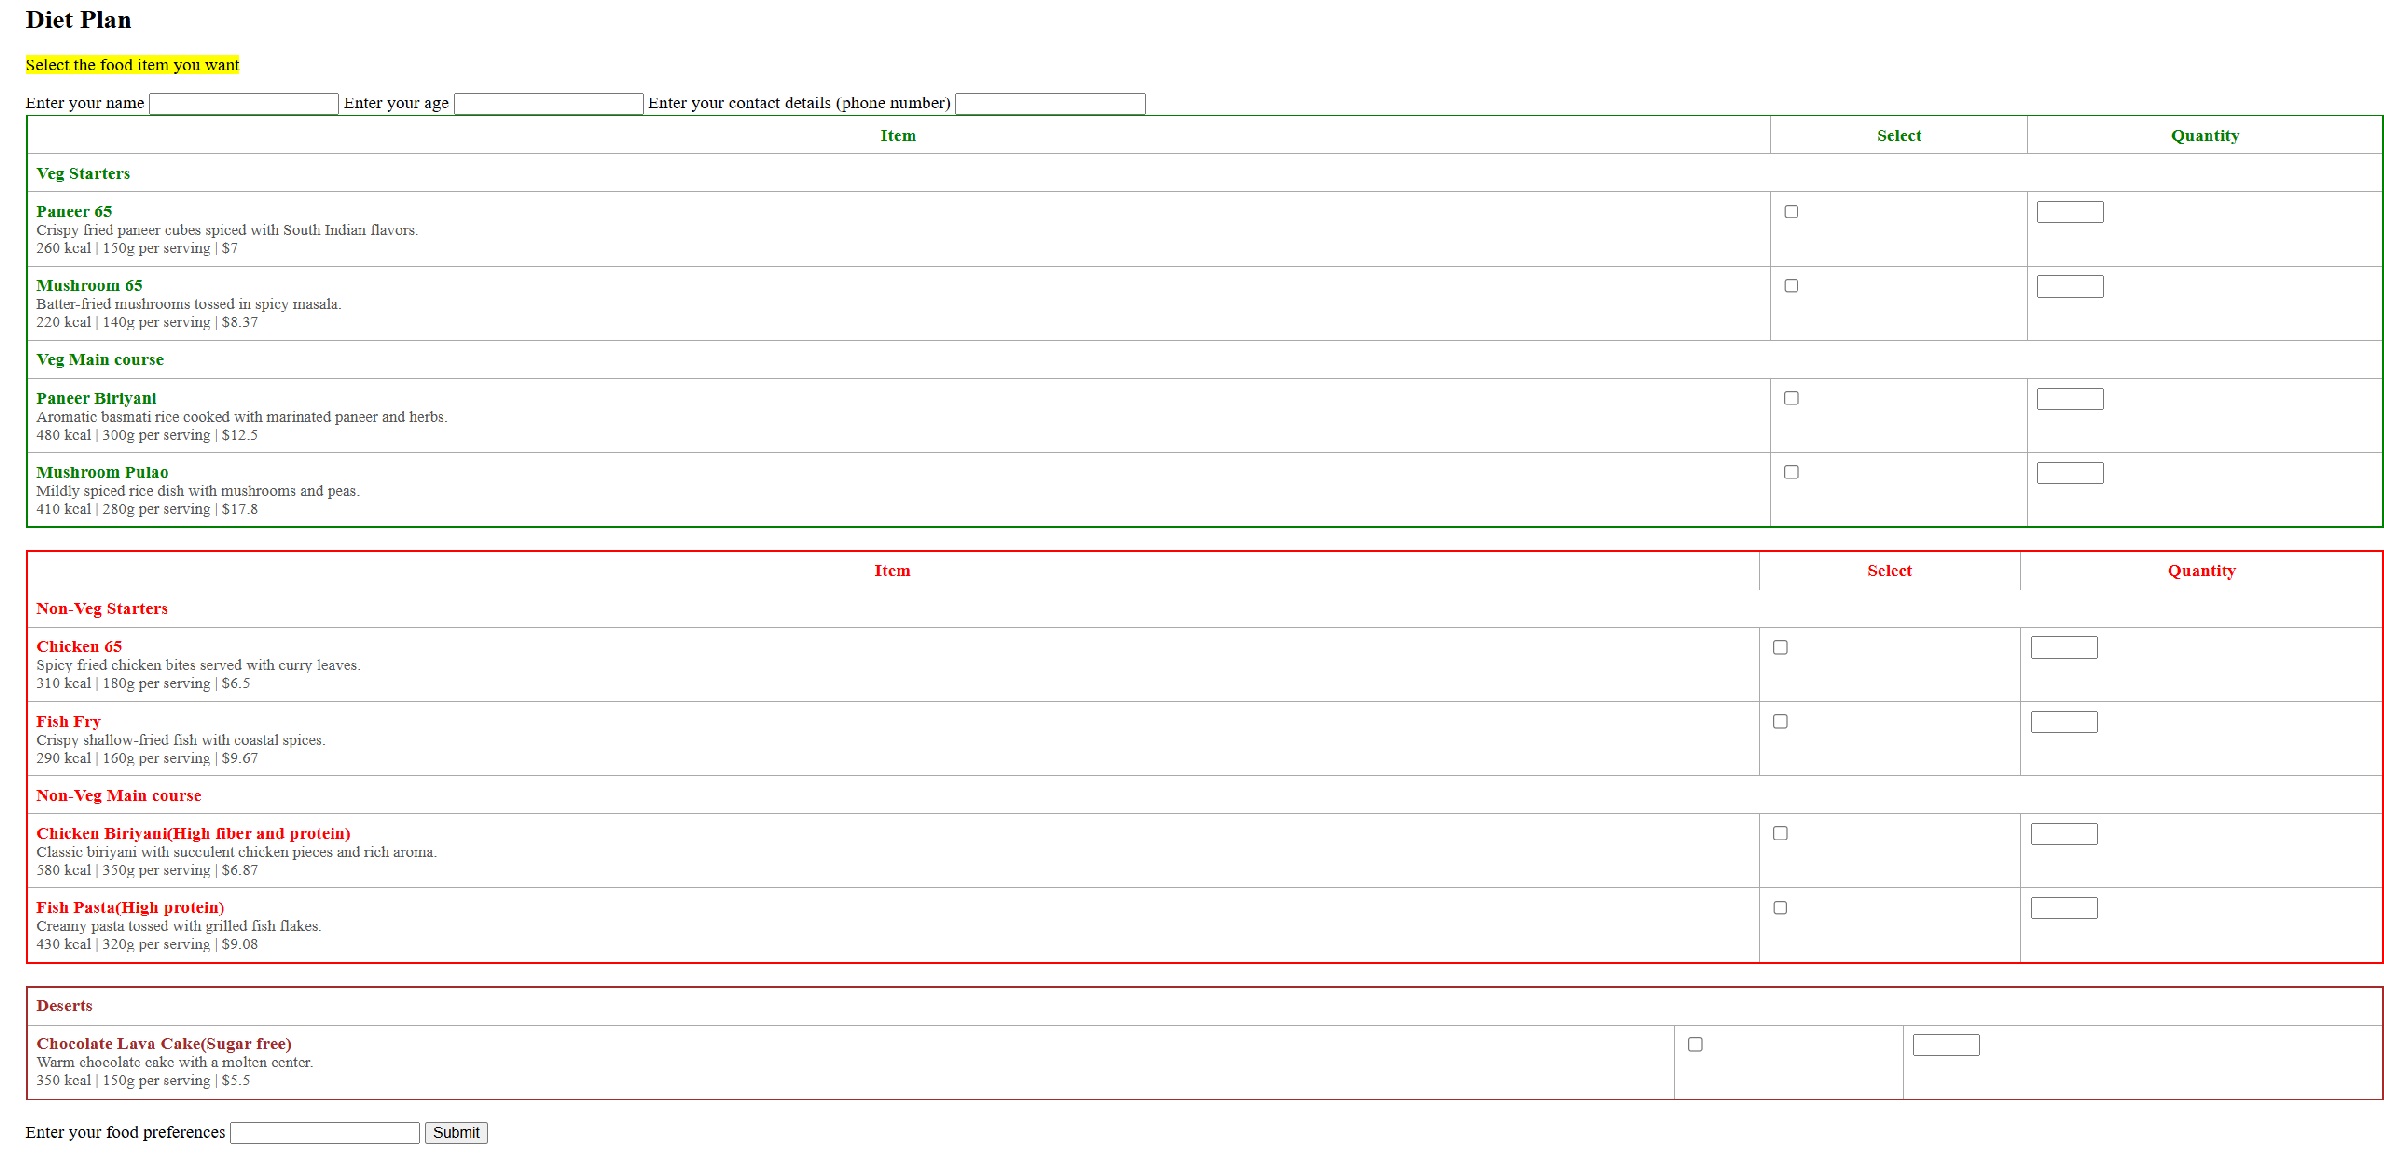 Diet Plan
Select the food item you want
Enter your name Enter your age Enter your contact details (phone number)
Item Select Quantity
Veg Starters
Paneer 65
Crispy fried paneer cubes spiced with South Indian flavors.
260 kcal | 150g per serving | $7
Mushroom 65
Batter-fried mushrooms tossed in spicy masala.
220 kcal | 140g per serving | $8.37
Veg Main course
Paneer Biriyani
Aromatic basmati rice cooked with marinated paneer and herbs.
480 kcal | 300g per serving | $12.5
Mushroom Pulao
Mildly spiced rice dish with mushrooms and peas.
410 kcal | 280g per serving | $17.8
Item Select Quantity
Non-Veg Starters
Chicken 65
Spicy fried chicken bites served with curry leaves.
310 kcal | 180g per serving | $6.5
Fish Fry
Crispy shallow-fried fish with coastal spices.
290 kcal | 160g per serving | $9.67
Non-Veg Main course
Chicken Biriyani(High fiber and protein)
Classic biriyani with succulent chicken pieces and rich aroma.
580 kcal | 350g per serving | $6.87
Fish Pasta(High protein)
Creamy pasta tossed with grilled fish flakes.
430 kcal | 320g per serving | $9.08
Deserts
Chocolate Lava Cake(Sugar free)
Warm chocolate cake with a molten center.
350 kcal | 150g per serving | $5.5
Enter your food preferences Submit